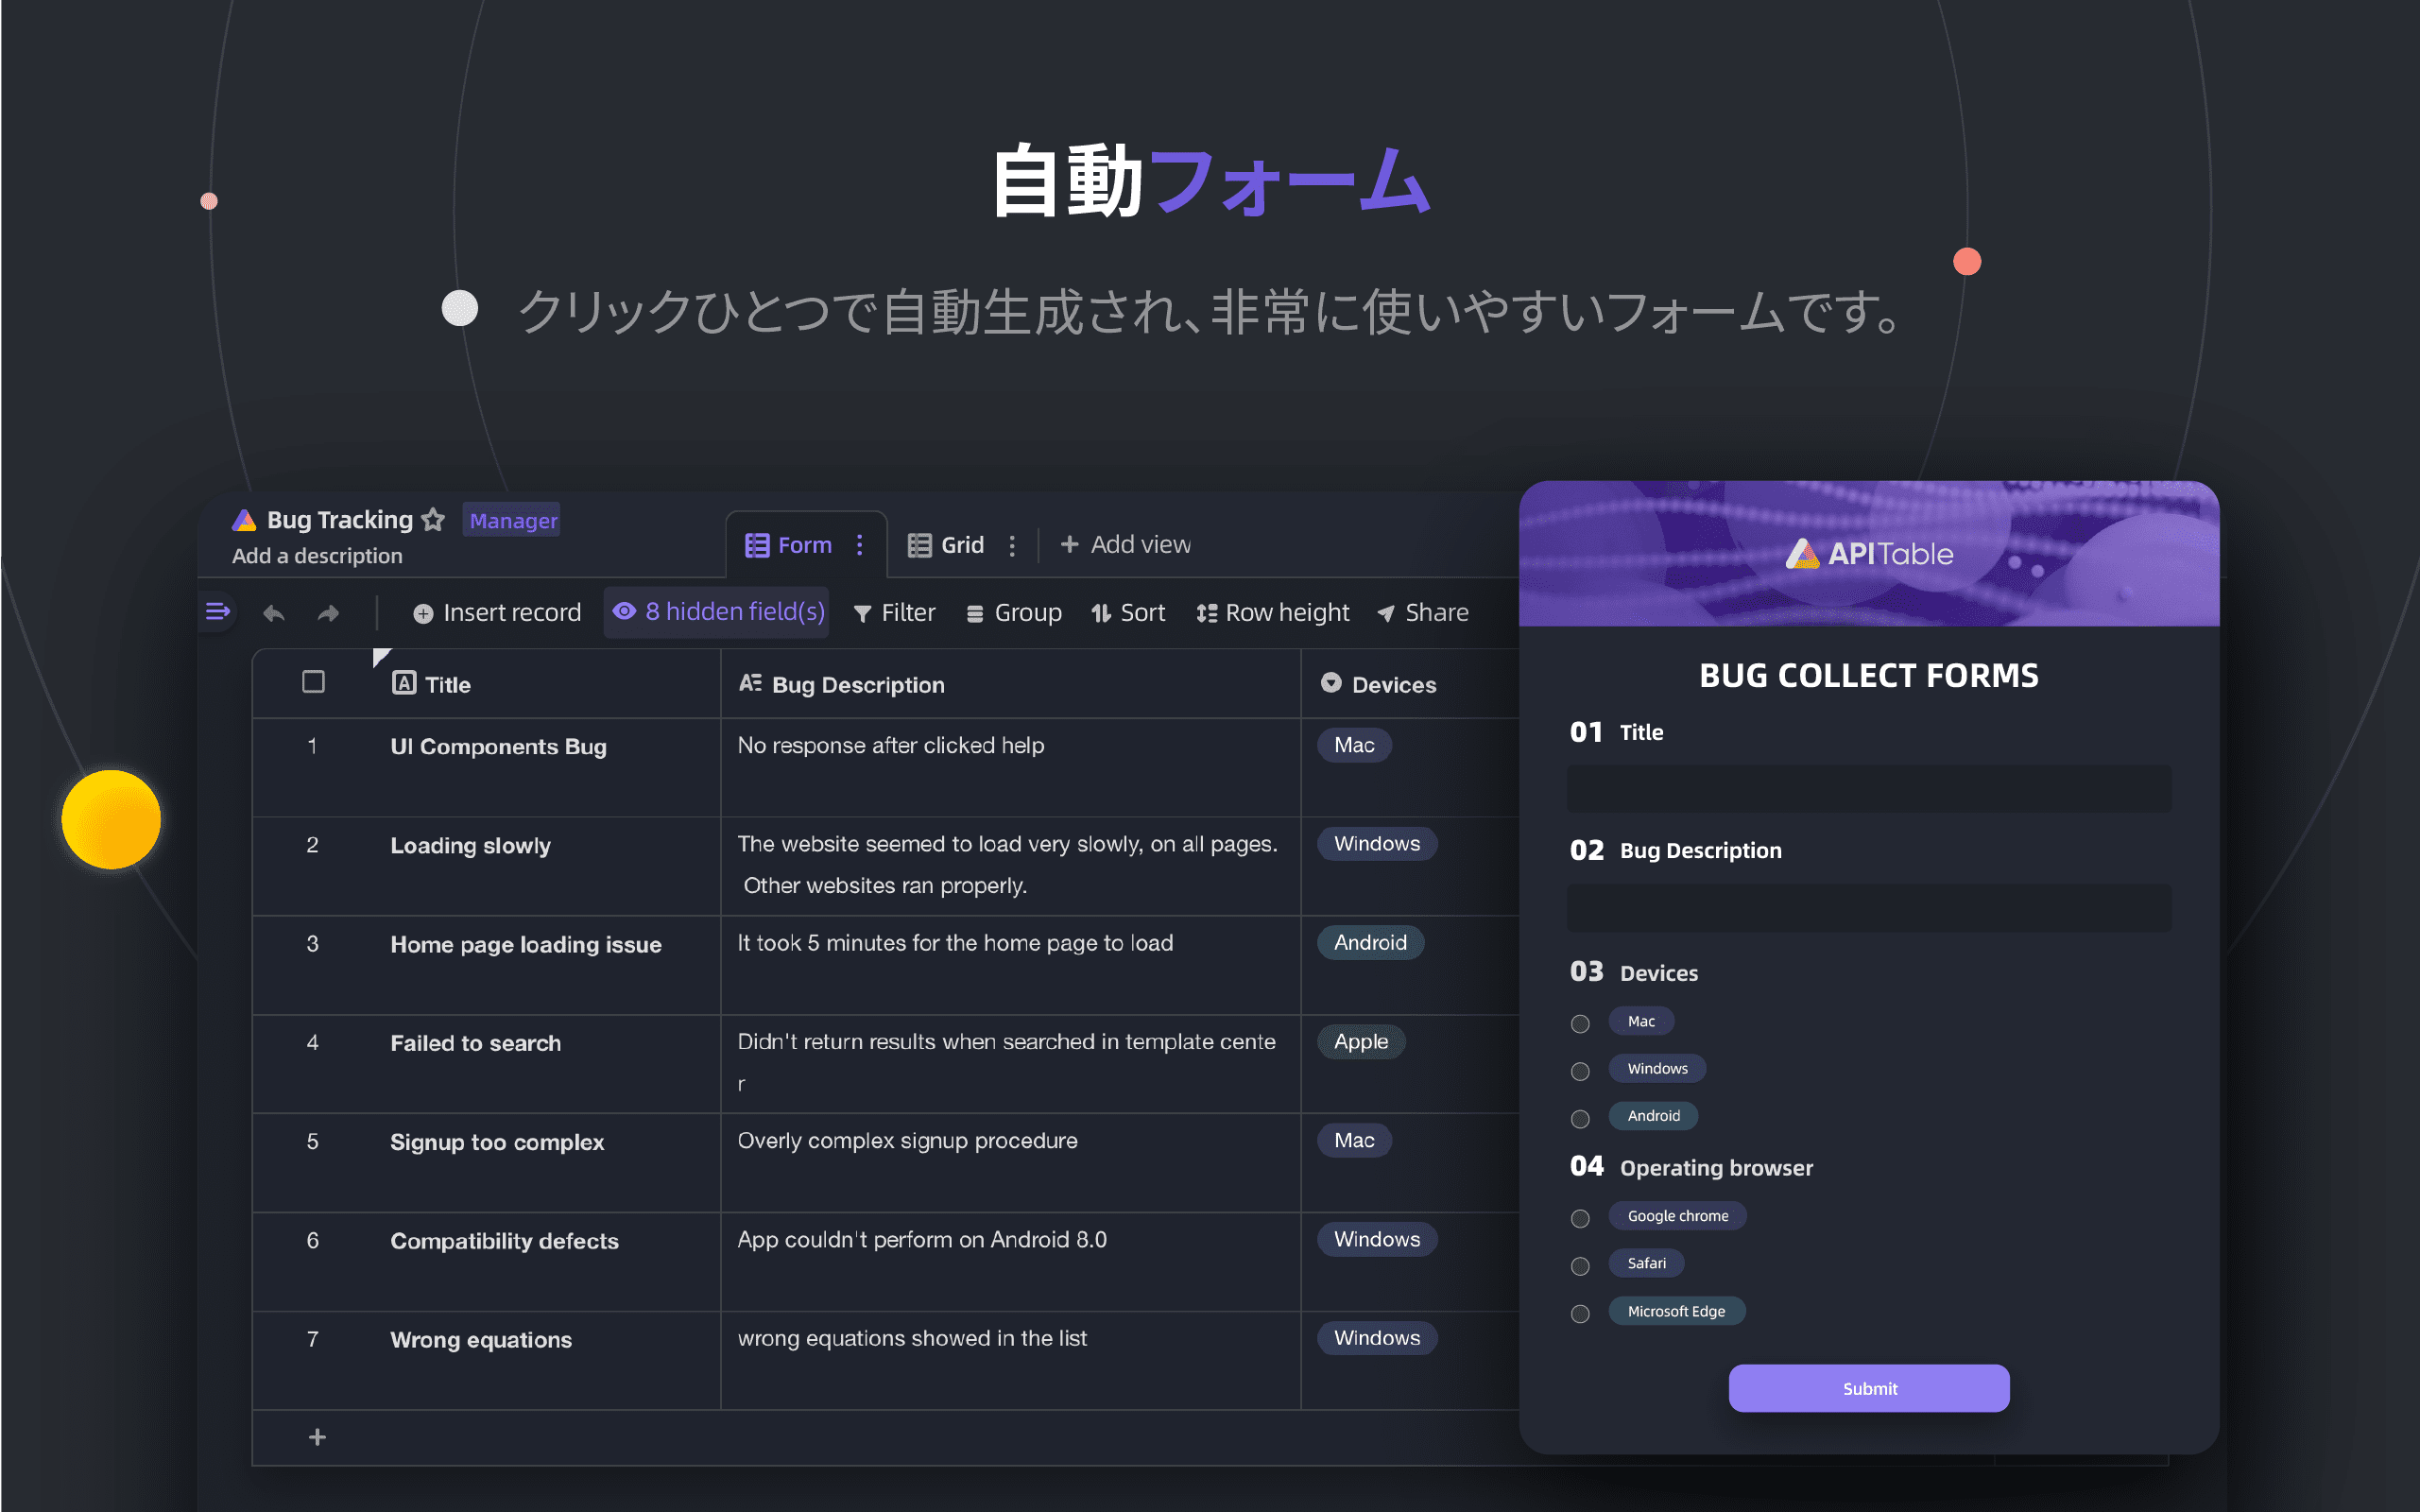 自動フォーム
クリックひとつで自動生成され、非常に使いやすいフォームです。
Bug Tracking Manager
Add a description
Form Grid Add view
Insert record 8 hidden field(s) Filter Group Sort Row height Share
Title Bug Description Devices
1 UI Components Bug No response after clicked help Mac
2 Loading slowly The website seemed to load very slowly, on all pages. Windows
Other websites ran properly.
3 Home page loading issue It took 5 minutes for the home page to load Android
4 Failed to search Didn't return results when searched in template cente Apple
r
5 Signup too complex Overly complex signup procedure Mac
6 Compatibility defects App couldn't perform on Android 8.0 Windows
7 Wrong equations wrong equations showed in the list Windows
APITable
BUG COLLECT FORMS
01 Title
02 Bug Description
03 Devices
Mac
Windows
Android
04 Operating browser
Google chrome
Safari
Microsoft Edge
Submit